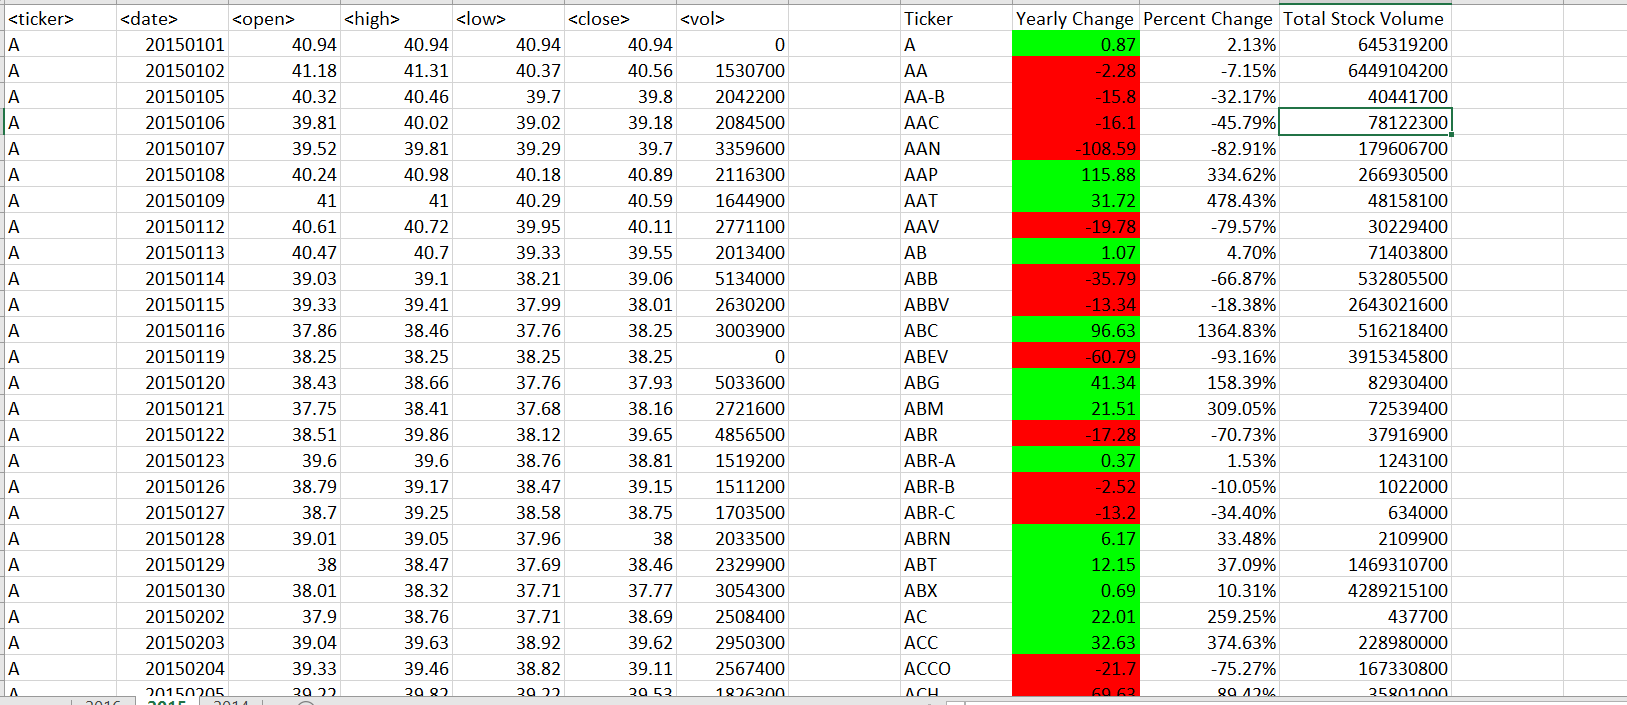 <ticker> <date> <open> <high> <low> <close> <vol> Ticker Yearly Change Percent Change Total Stock Volume
A 20150101 40.94 40.94 40.94 40.94 0 A 0.87 2.13% 645319200
A 20150102 41.18 41.31 40.37 40.56 1530700 AA -2.28 -7.15% 6449104200
A 20150105 40.32 40.46 39.7 39.8 2042200 AA-B -15.8 -32.17% 40441700
A 20150106 39.81 40.02 39.02 39.18 2084500 AAC -16.1 -45.79% 78122300
A 20150107 39.52 39.81 39.29 39.7 3359600 AAN -108.59 -82.91% 179606700
A 20150108 40.24 40.98 40.18 40.89 2116300 AAP 115.88 334.62% 266930500
A 20150109 41 41 40.29 40.59 1644900 AAT 31.72 478.43% 48158100
A 20150112 40.61 40.72 39.95 40.11 2771100 AAV -19.78 -79.57% 30229400
A 20150113 40.47 40.7 39.33 39.55 2013400 AB 1.07 4.70% 71403800
A 20150114 39.03 39.1 38.21 39.06 5134000 ABB -35.79 -66.87% 532805500
A 20150115 39.33 39.41 37.99 38.01 2630200 ABBV -13.34 -18.38% 2643021600
A 20150116 37.86 38.46 37.76 38.25 3003900 ABC 96.63 1364.83% 516218400
A 20150119 38.25 38.25 38.25 38.25 0 ABEV -60.79 -93.16% 3915345800
A 20150120 38.43 38.66 37.76 37.93 5033600 ABG 41.34 158.39% 82930400
A 20150121 37.75 38.41 37.68 38.16 2721600 ABM 21.51 309.05% 72539400
A 20150122 38.51 39.86 38.12 39.65 4856500 ABR -17.28 -70.73% 37916900
A 20150123 39.6 39.6 38.76 38.81 1519200 ABR-A 0.37 1.53% 1243100
A 20150126 38.79 39.17 38.47 39.15 1511200 ABR-B -2.52 -10.05% 1022000
A 20150127 38.7 39.25 38.58 38.75 1703500 ABR-C -13.2 -34.40% 634000
A 20150128 39.01 39.05 37.96 38 2033500 ABRN 6.17 33.48% 2109900
A 20150129 38 38.47 37.69 38.46 2329900 ABT 12.15 37.09% 1469310700
A 20150130 38.01 38.32 37.71 37.77 3054300 ABX 0.69 10.31% 4289215100
A 20150202 37.9 38.76 37.71 38.69 2508400 AC 22.01 259.25% 437700
A 20150203 39.04 39.63 38.92 39.62 2950300 ACC 32.63 374.63% 228980000
A 20150204 39.33 39.46 38.82 39.11 2567400 ACCO -21.7 -75.27% 167330800
A 20150205 39.22 39.82 39.22 39.53 1826300 ACH 69.63 89.42% 35801000
2016 2015 2014